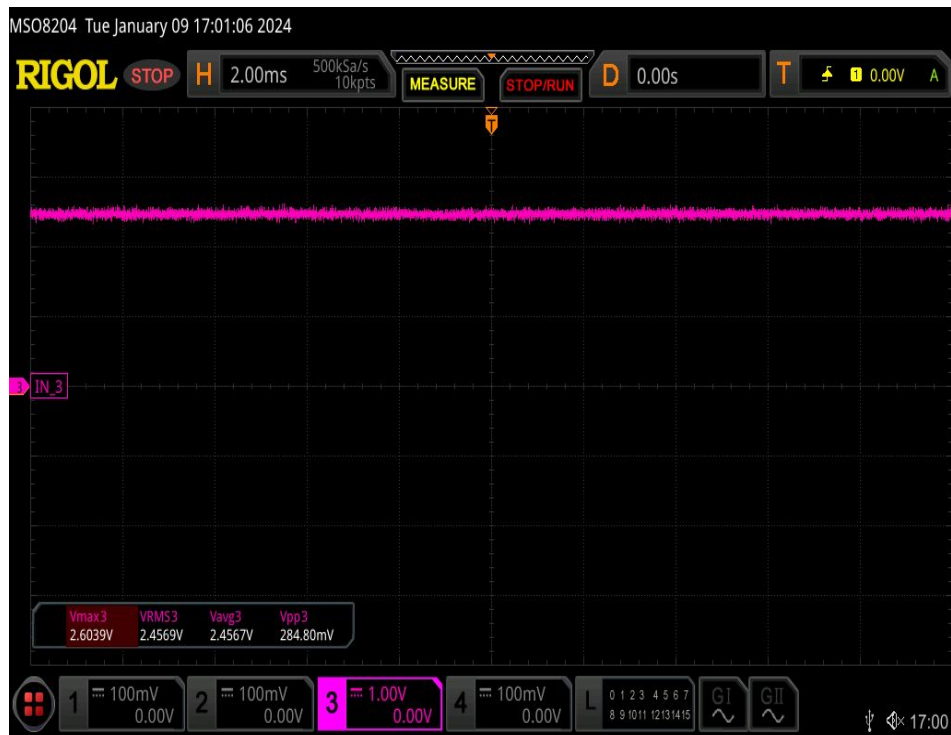 MSO8204 Tue January 09 17:01:06 2024
RIGOL STOP H 2.00ms 500kSa/s 10kpts MEASURE STOP/RUN D 0.00s T 1 0.00V A
T
3 IN_3
Vmax3 VRMS3 Vavg3 Vpp3
2.6039V 2.4569V 2.4567V 284.80mV
1 100mV 0.00V 2 100mV 0.00V 3 1.00V 0.00V 4 100mV 0.00V L 0 1 2 3 4 5 6 7 8 9 10 11 12 13 14 15 GI GII
17:00